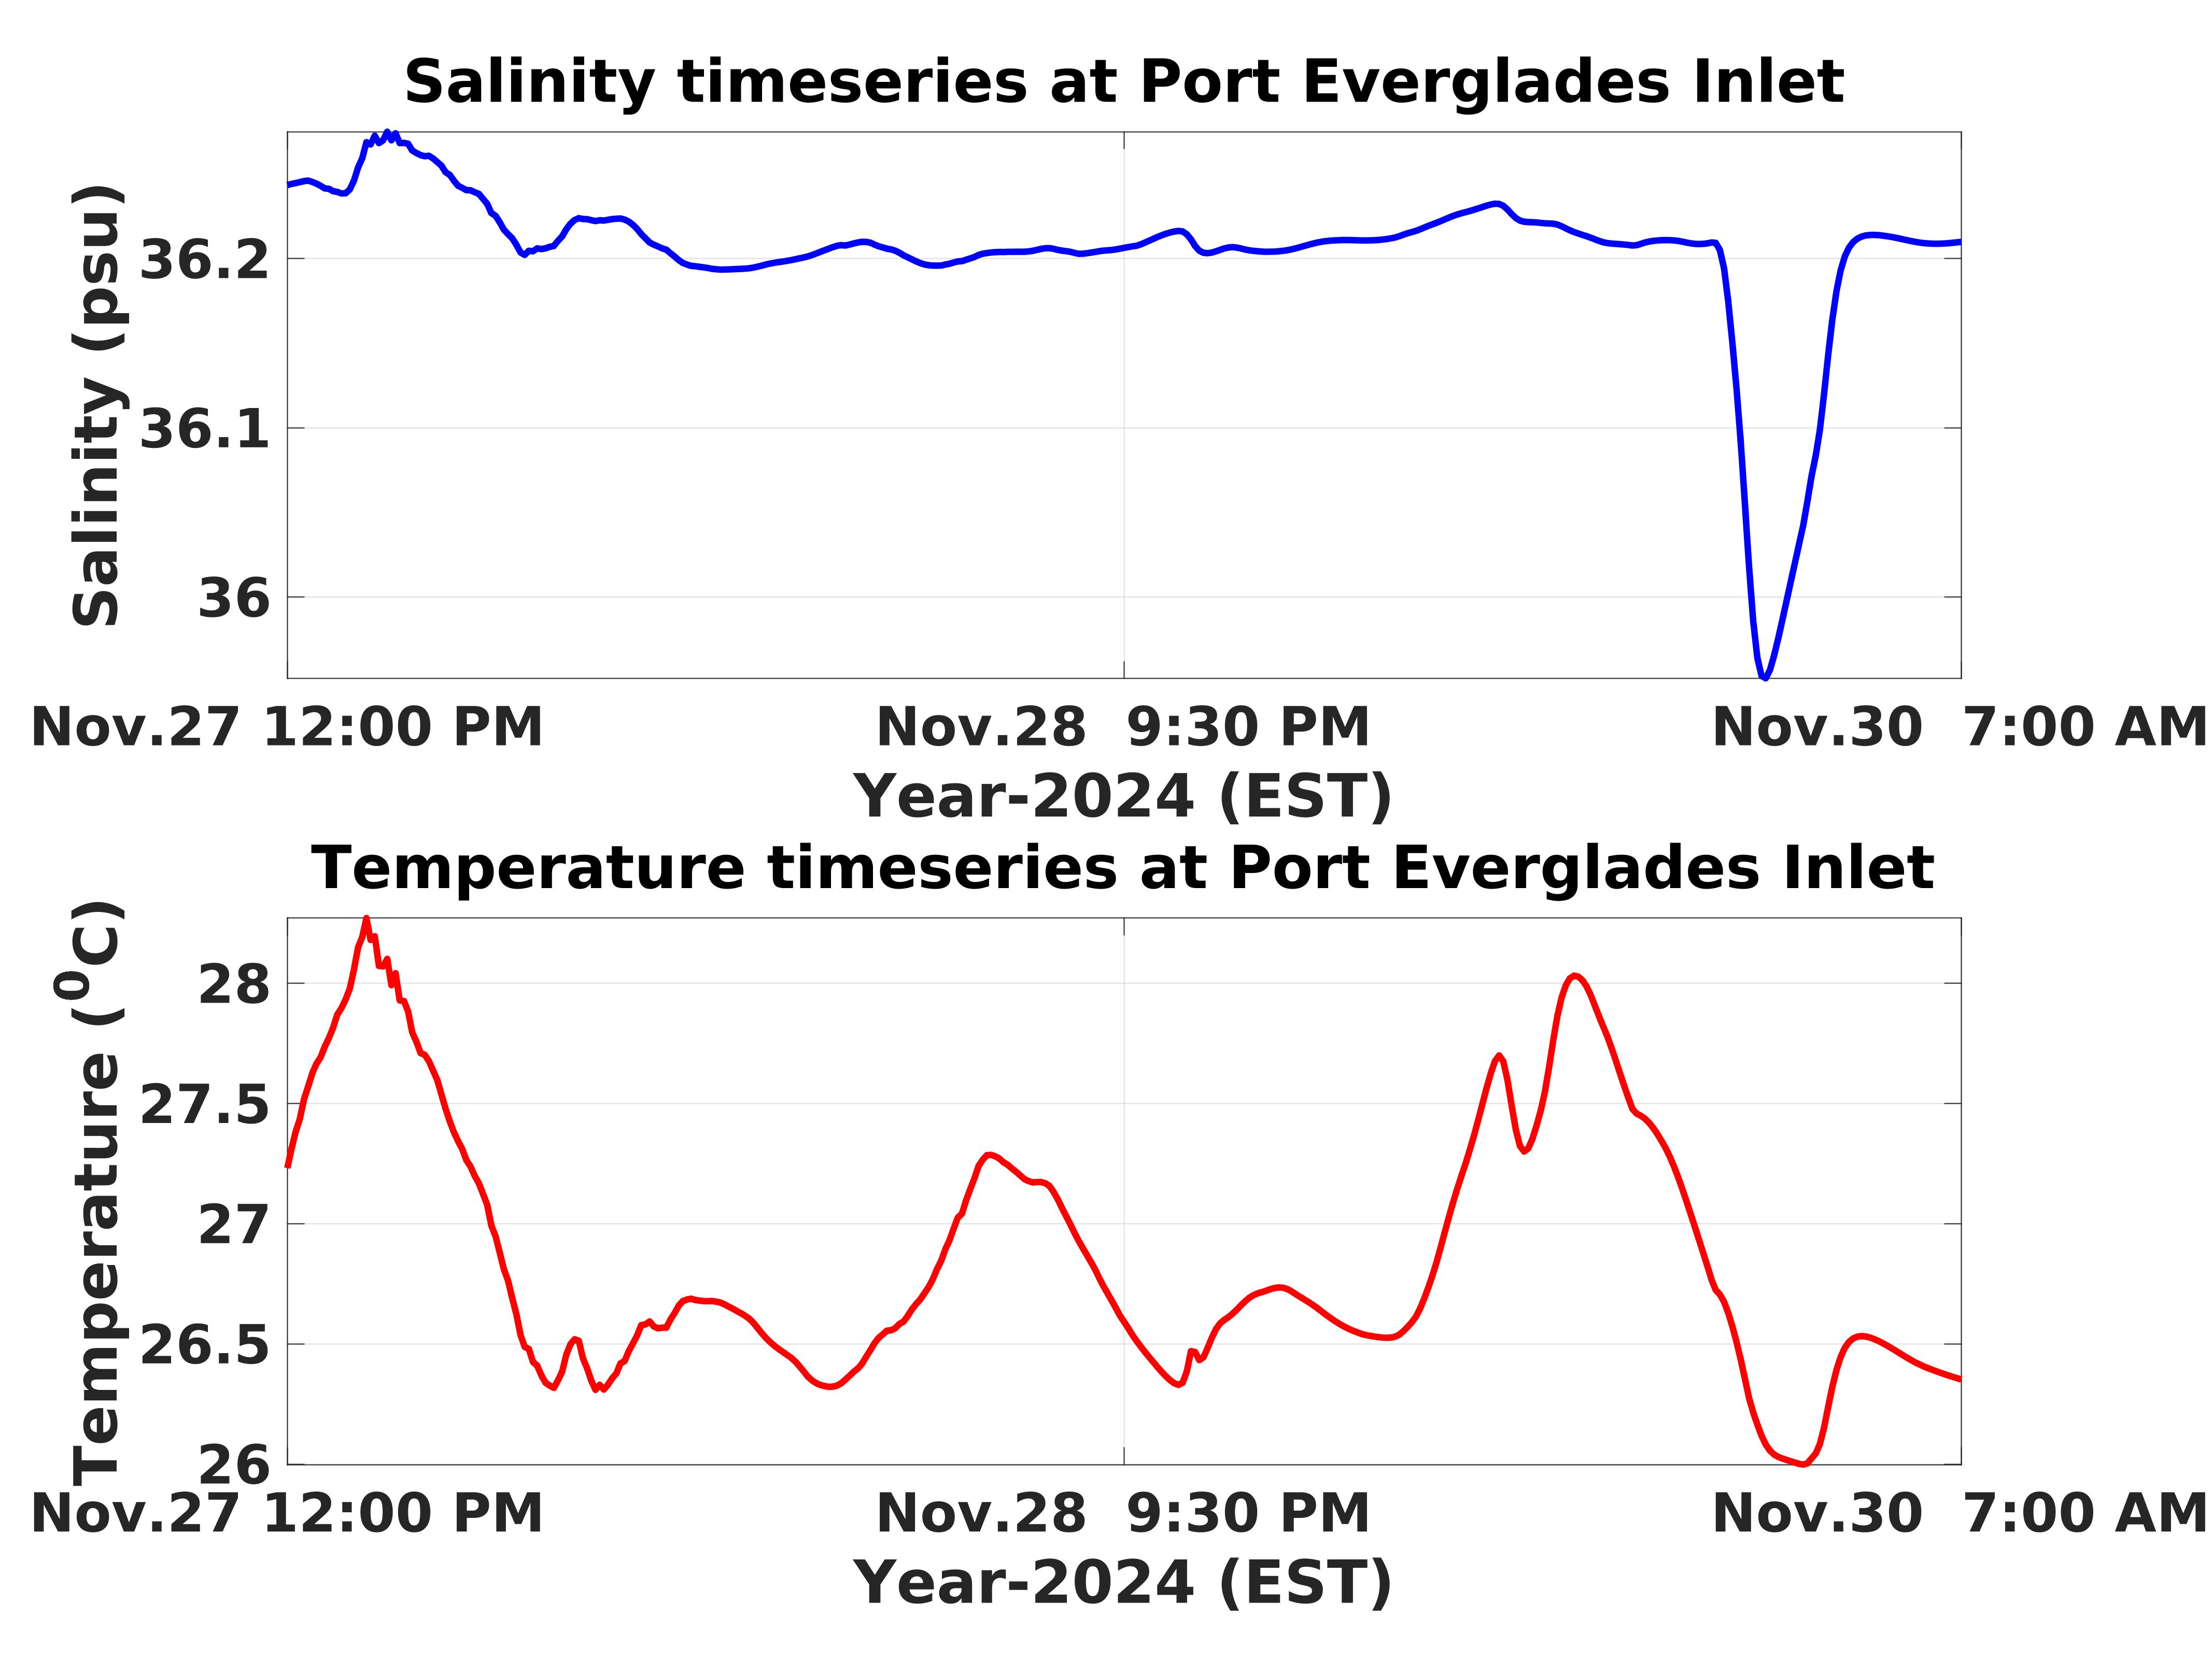 Salinity timeseries at Port Everglades Inlet
Salinity (psu)
36.2
36.1
36
Nov.27 12:00 PM Nov.28 9:30 PM Nov.30 7:00 AM
Year-2024 (EST)
Temperature timeseries at Port Everglades Inlet
Temperature (⁰C)
28
27.5
27
26.5
26
Nov.27 12:00 PM Nov.28 9:30 PM Nov.30 7:00 AM
Year-2024 (EST)